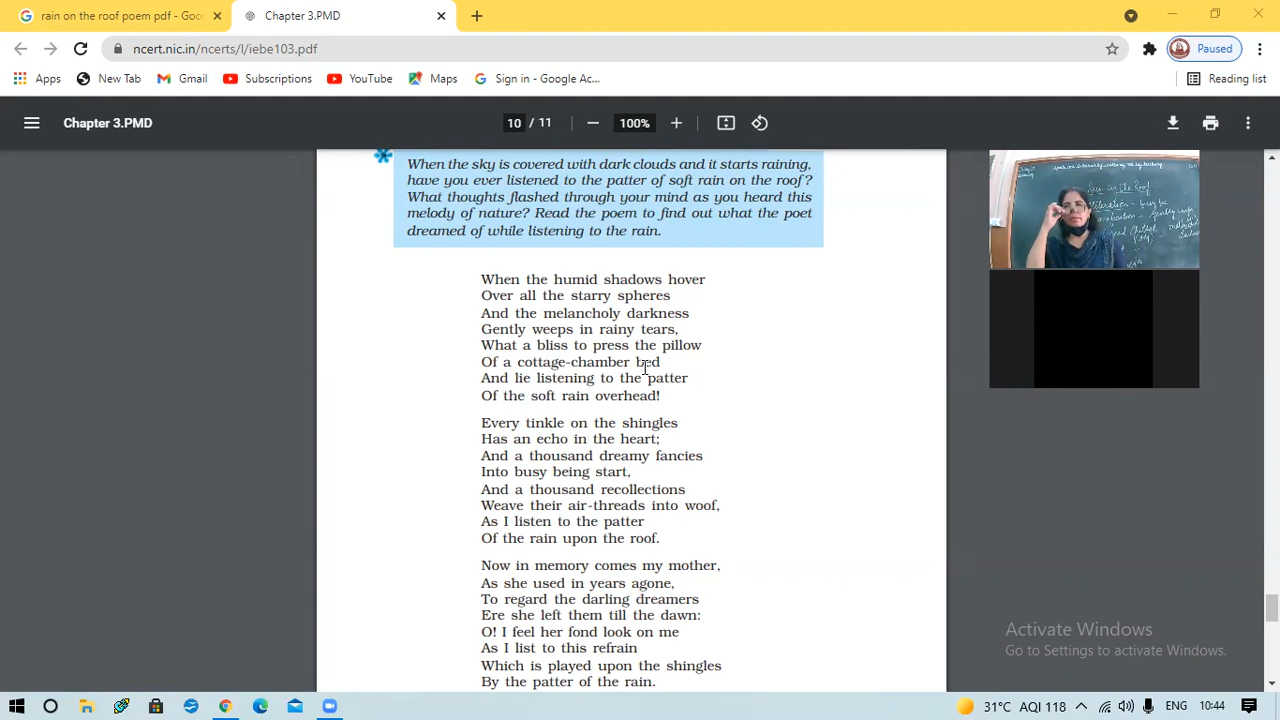 rain on the roof poem pdf - Goo
Chapter 3.PMD
ncert.nic.in/ncerts/l/iebe103.pdf
Paused
Apps
New Tab
Gmail
Subscriptions
YouTube
Maps
Sign in - Google Ac...
Reading list
Chapter 3.PMD
10 / 11
100%
When the sky is covered with dark clouds and it starts raining,
have you ever listened to the patter of soft rain on the roof?
What thoughts flashed through your mind as you heard this
melody of nature? Read the poem to find out what the poet
dreamed of while listening to the rain.
When the humid shadows hover
Over all the starry spheres
And the melancholy darkness
Gently weeps in rainy tears,
What a bliss to press the pillow
Of a cottage-chamber bed
And lie listening to the patter
Of the soft rain overhead!
Every tinkle on the shingles
Has an echo in the heart;
And a thousand dreamy fancies
Into busy being start,
And a thousand recollections
Weave their air-threads into woof,
As I listen to the patter
Of the rain upon the roof.
Now in memory comes my mother,
As she used in years agone,
To regard the darling dreamers
Ere she left them till the dawn:
O! I feel her fond look on me
As I list to this refrain
Which is played upon the shingles
By the patter of the rain.
Rain on the Roof
Gently weeps
Activate Windows
Go to Settings to activate Windows.
31°C AQI 118
ENG
10:44